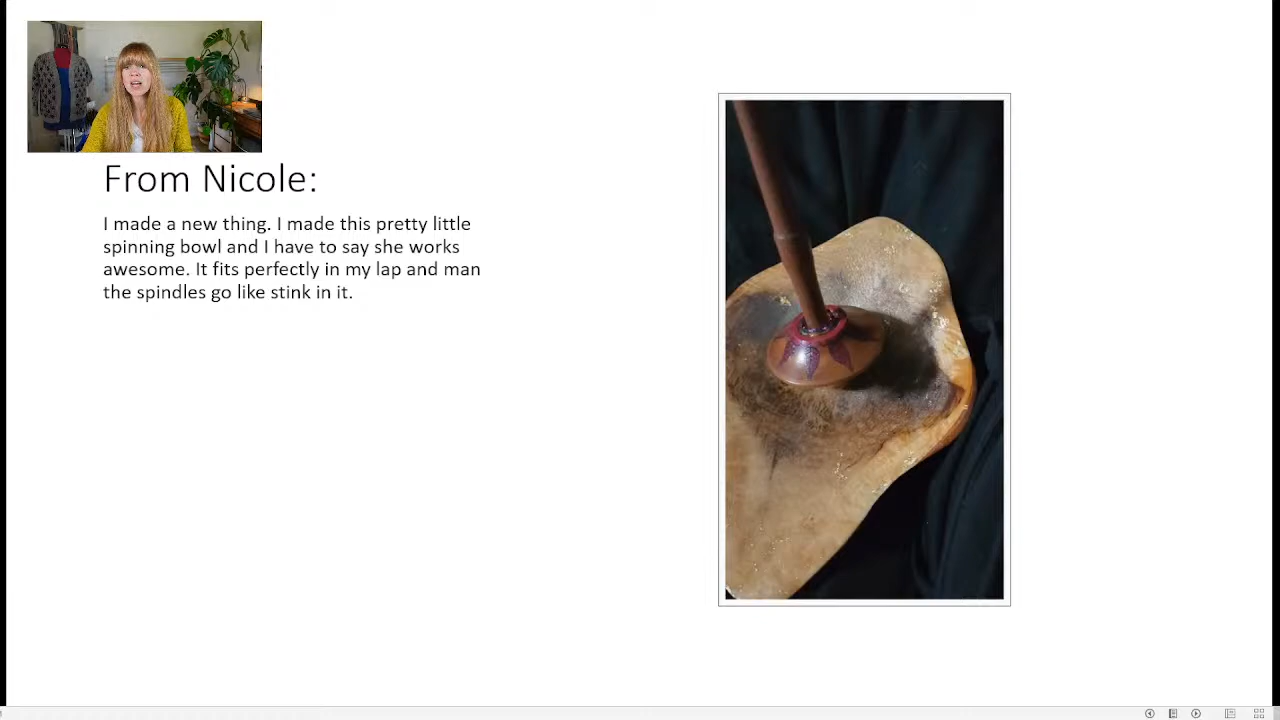 From Nicole:
I made a new thing. I made this pretty little
spinning bowl and I have to say she works
awesome. It fits perfectly in my lap and man
the spindles go like stink in it.